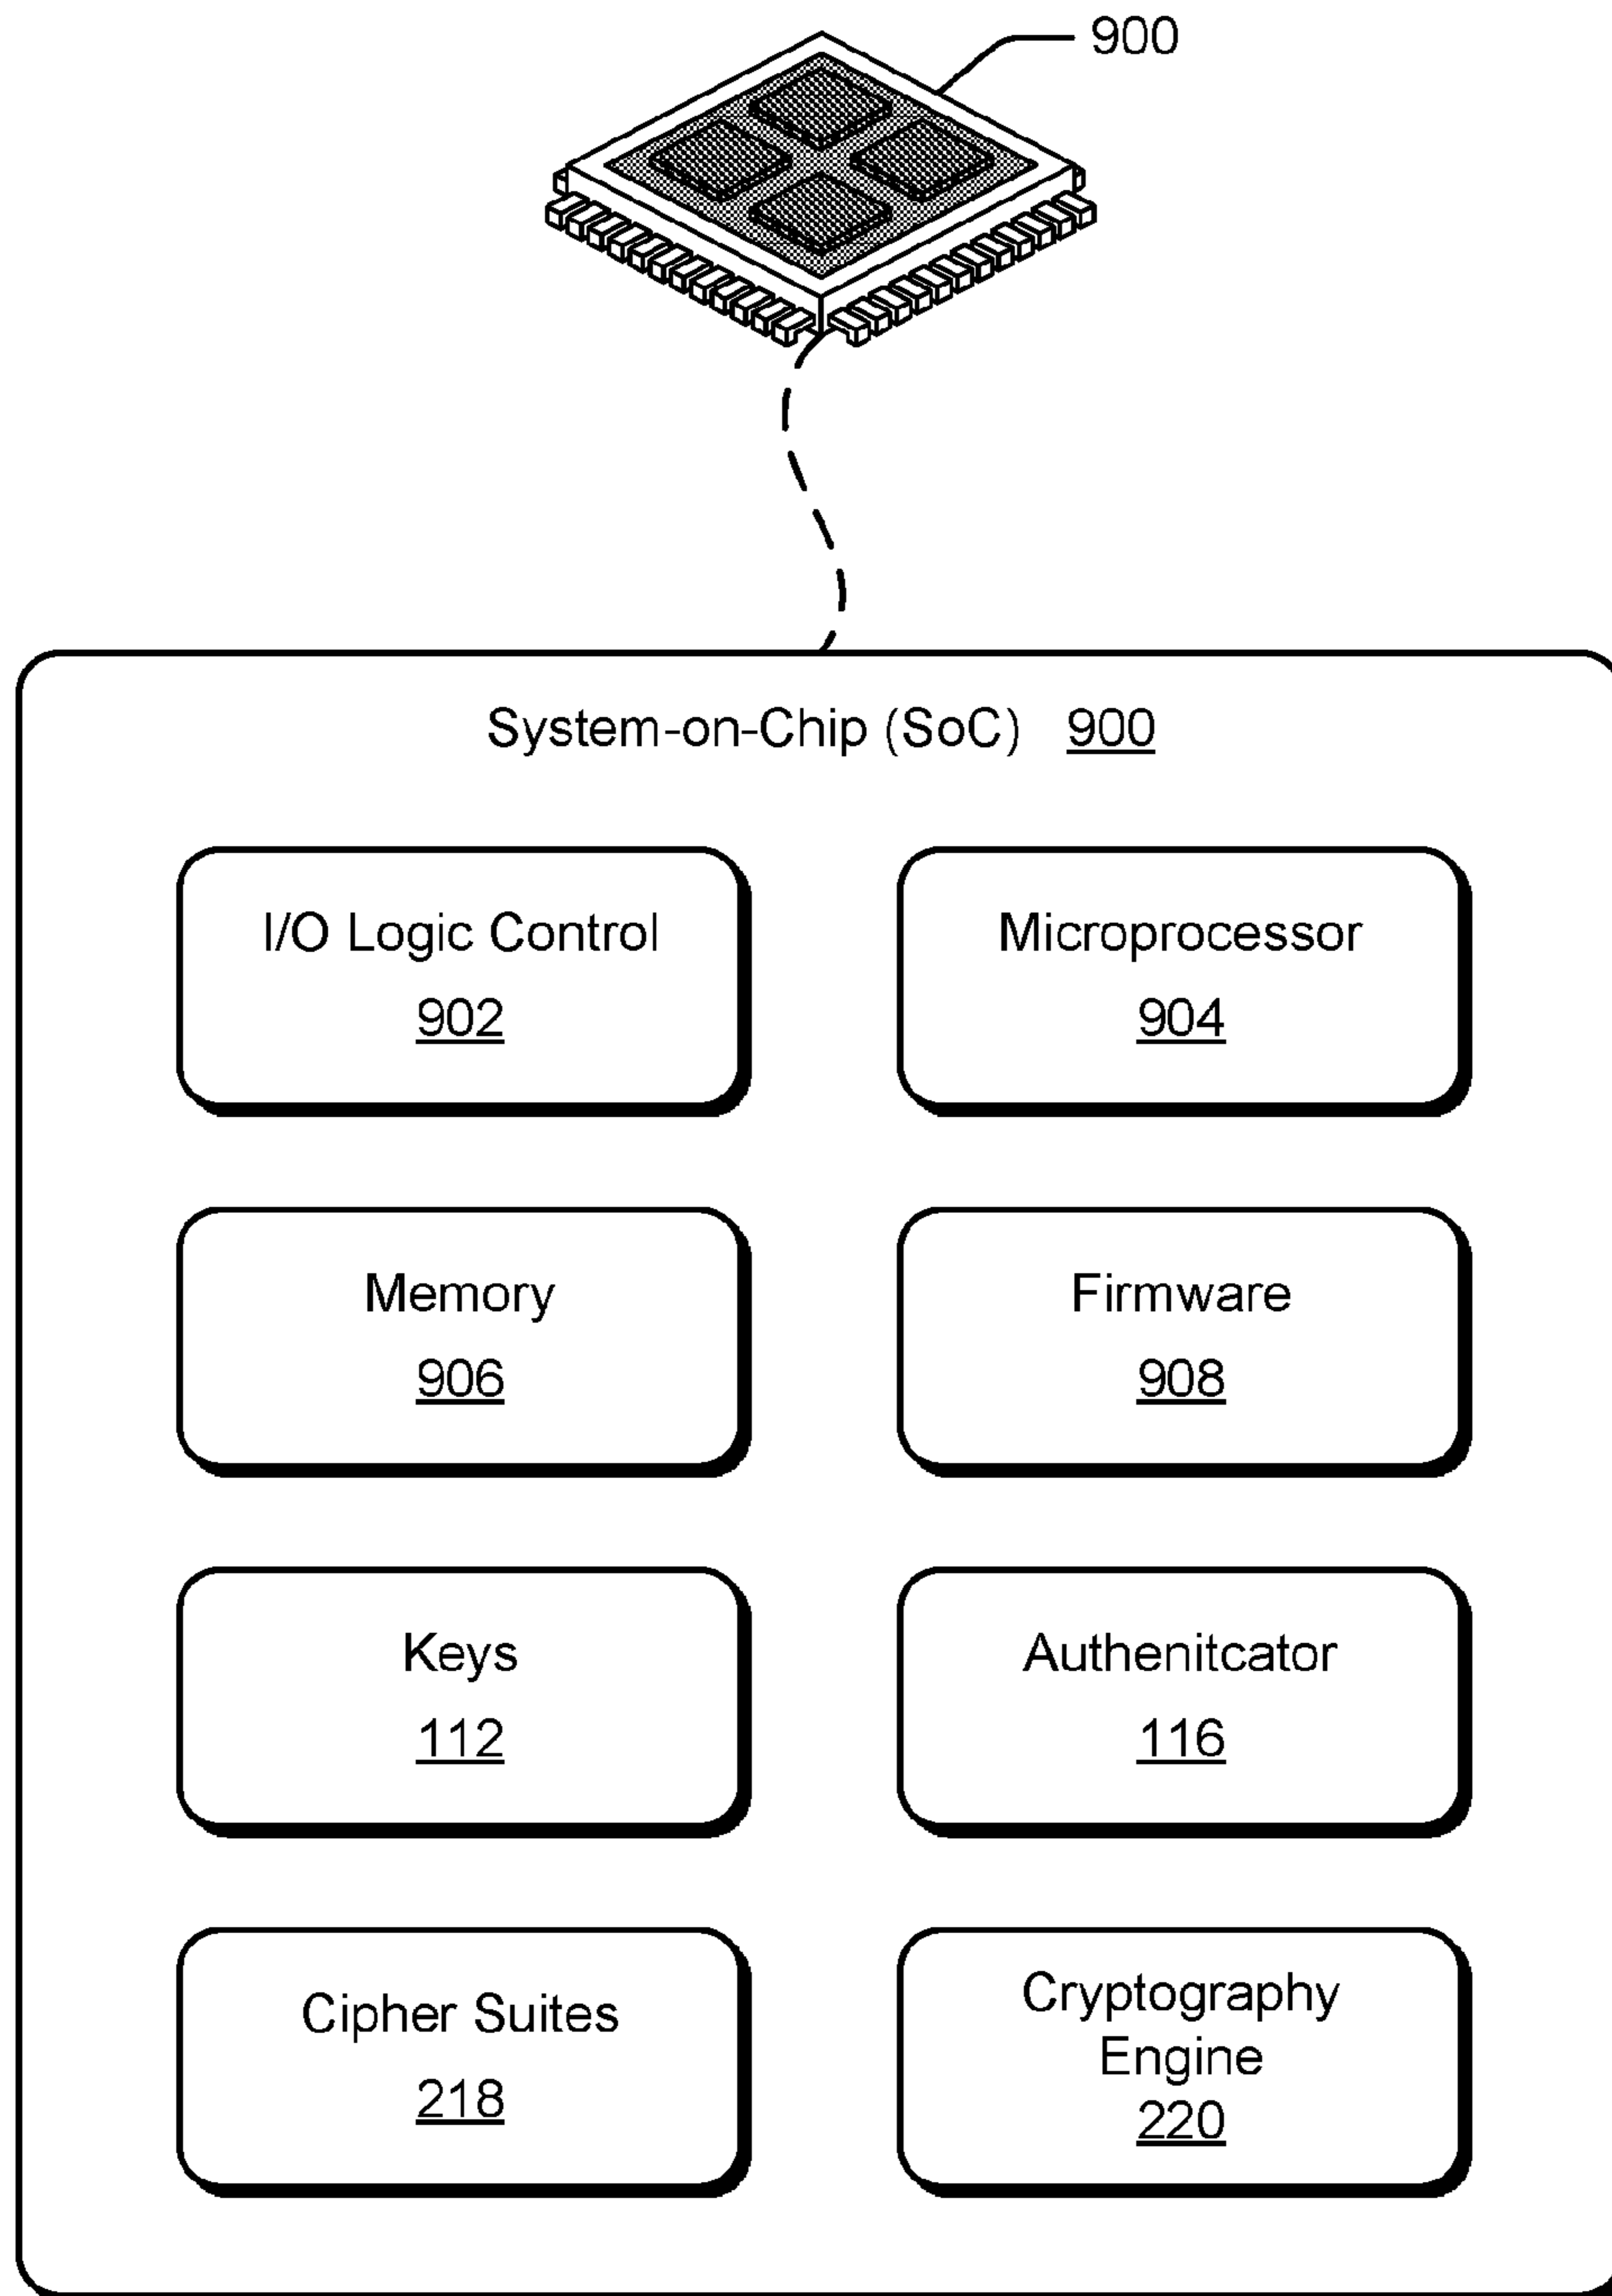 900
System-on-Chip (SoC) 900
I/O Logic Control
902
Microprocessor
904
Memory
906
Firmware
908
Keys
112
Authenitcator
116
Cipher Suites
218
Cryptography
Engine
220